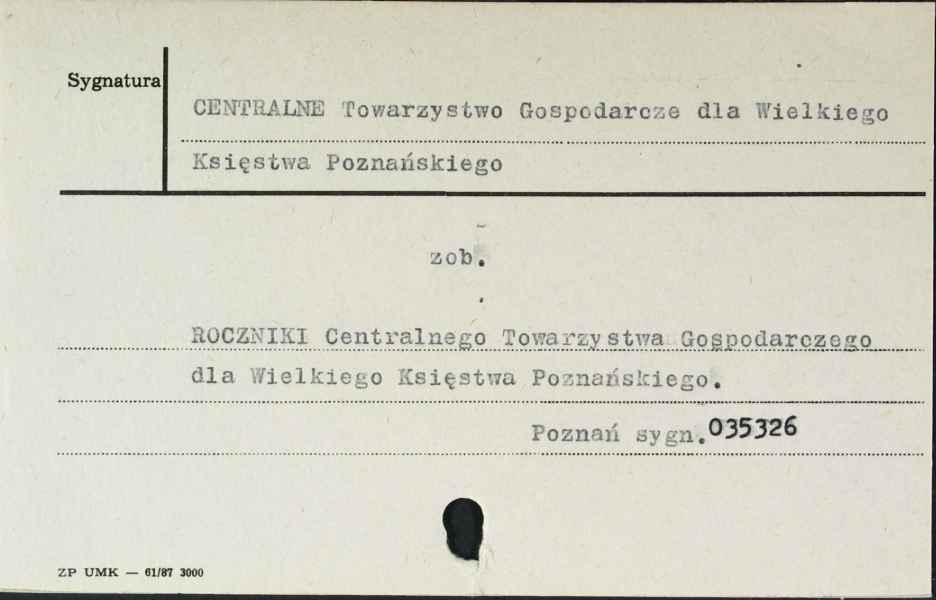 Sygnatura
CENTRALNE Towarzystwo Gospodarcze dla Wielkiego
Księstwa Poznańskiego
zob.
ROCZNIKI Centralnego Towarzystwa Gospodarczego
dla Wielkiego Księstwa Poznańskiego.
Poznań sygn. 035326
ZP UMK — 61/87 3000